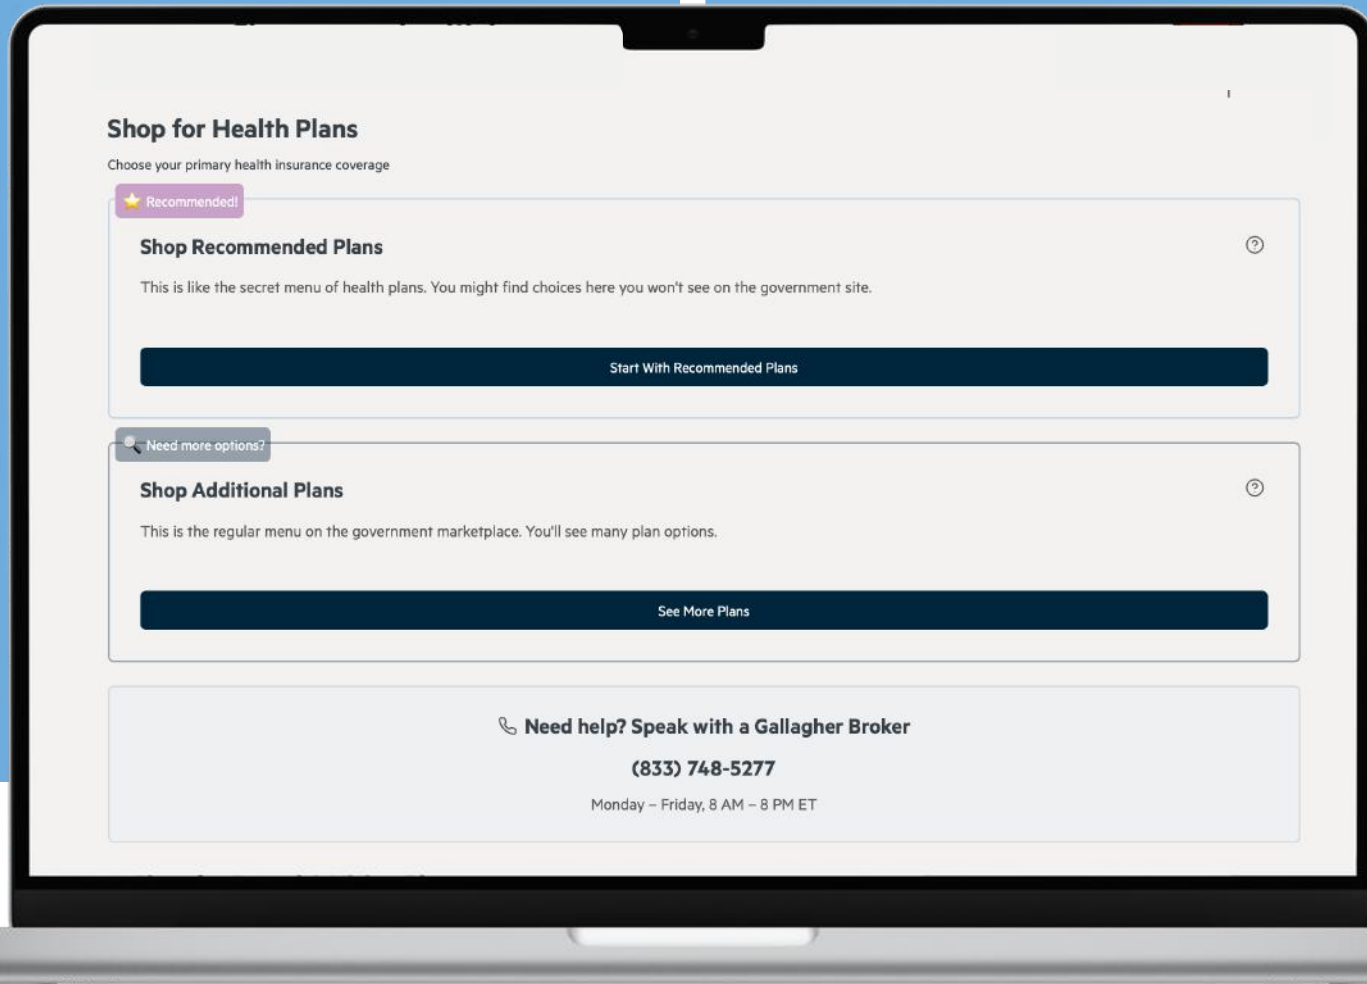 Shop for Health Plans
Choose your primary health insurance coverage
⭐ Recommended!
Shop Recommended Plans
This is like the secret menu of health plans. You might find choices here you won't see on the government site.
Start With Recommended Plans
🔍 Need more options?
Shop Additional Plans
This is the regular menu on the government marketplace. You'll see many plan options.
See More Plans
Need help? Speak with a Gallagher Broker
(833) 748-5277
Monday – Friday, 8 AM – 8 PM ET